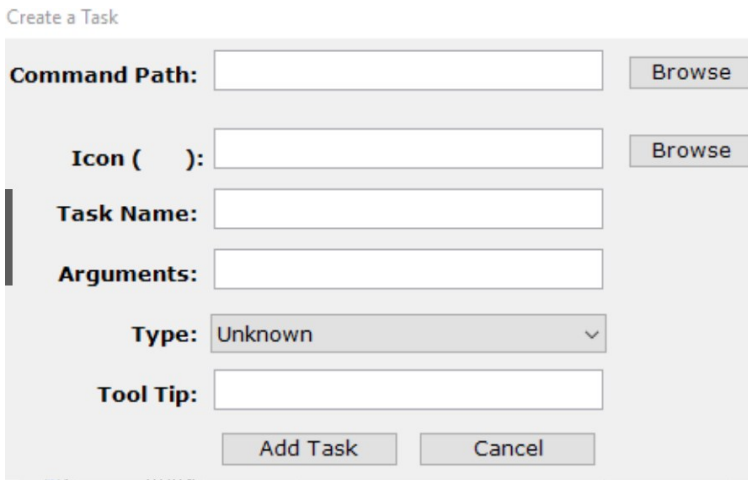 Create a Task
Command Path: Browse
Icon ( ): Browse
Task Name:
Arguments:
Type: Unknown
Tool Tip:
Add Task Cancel